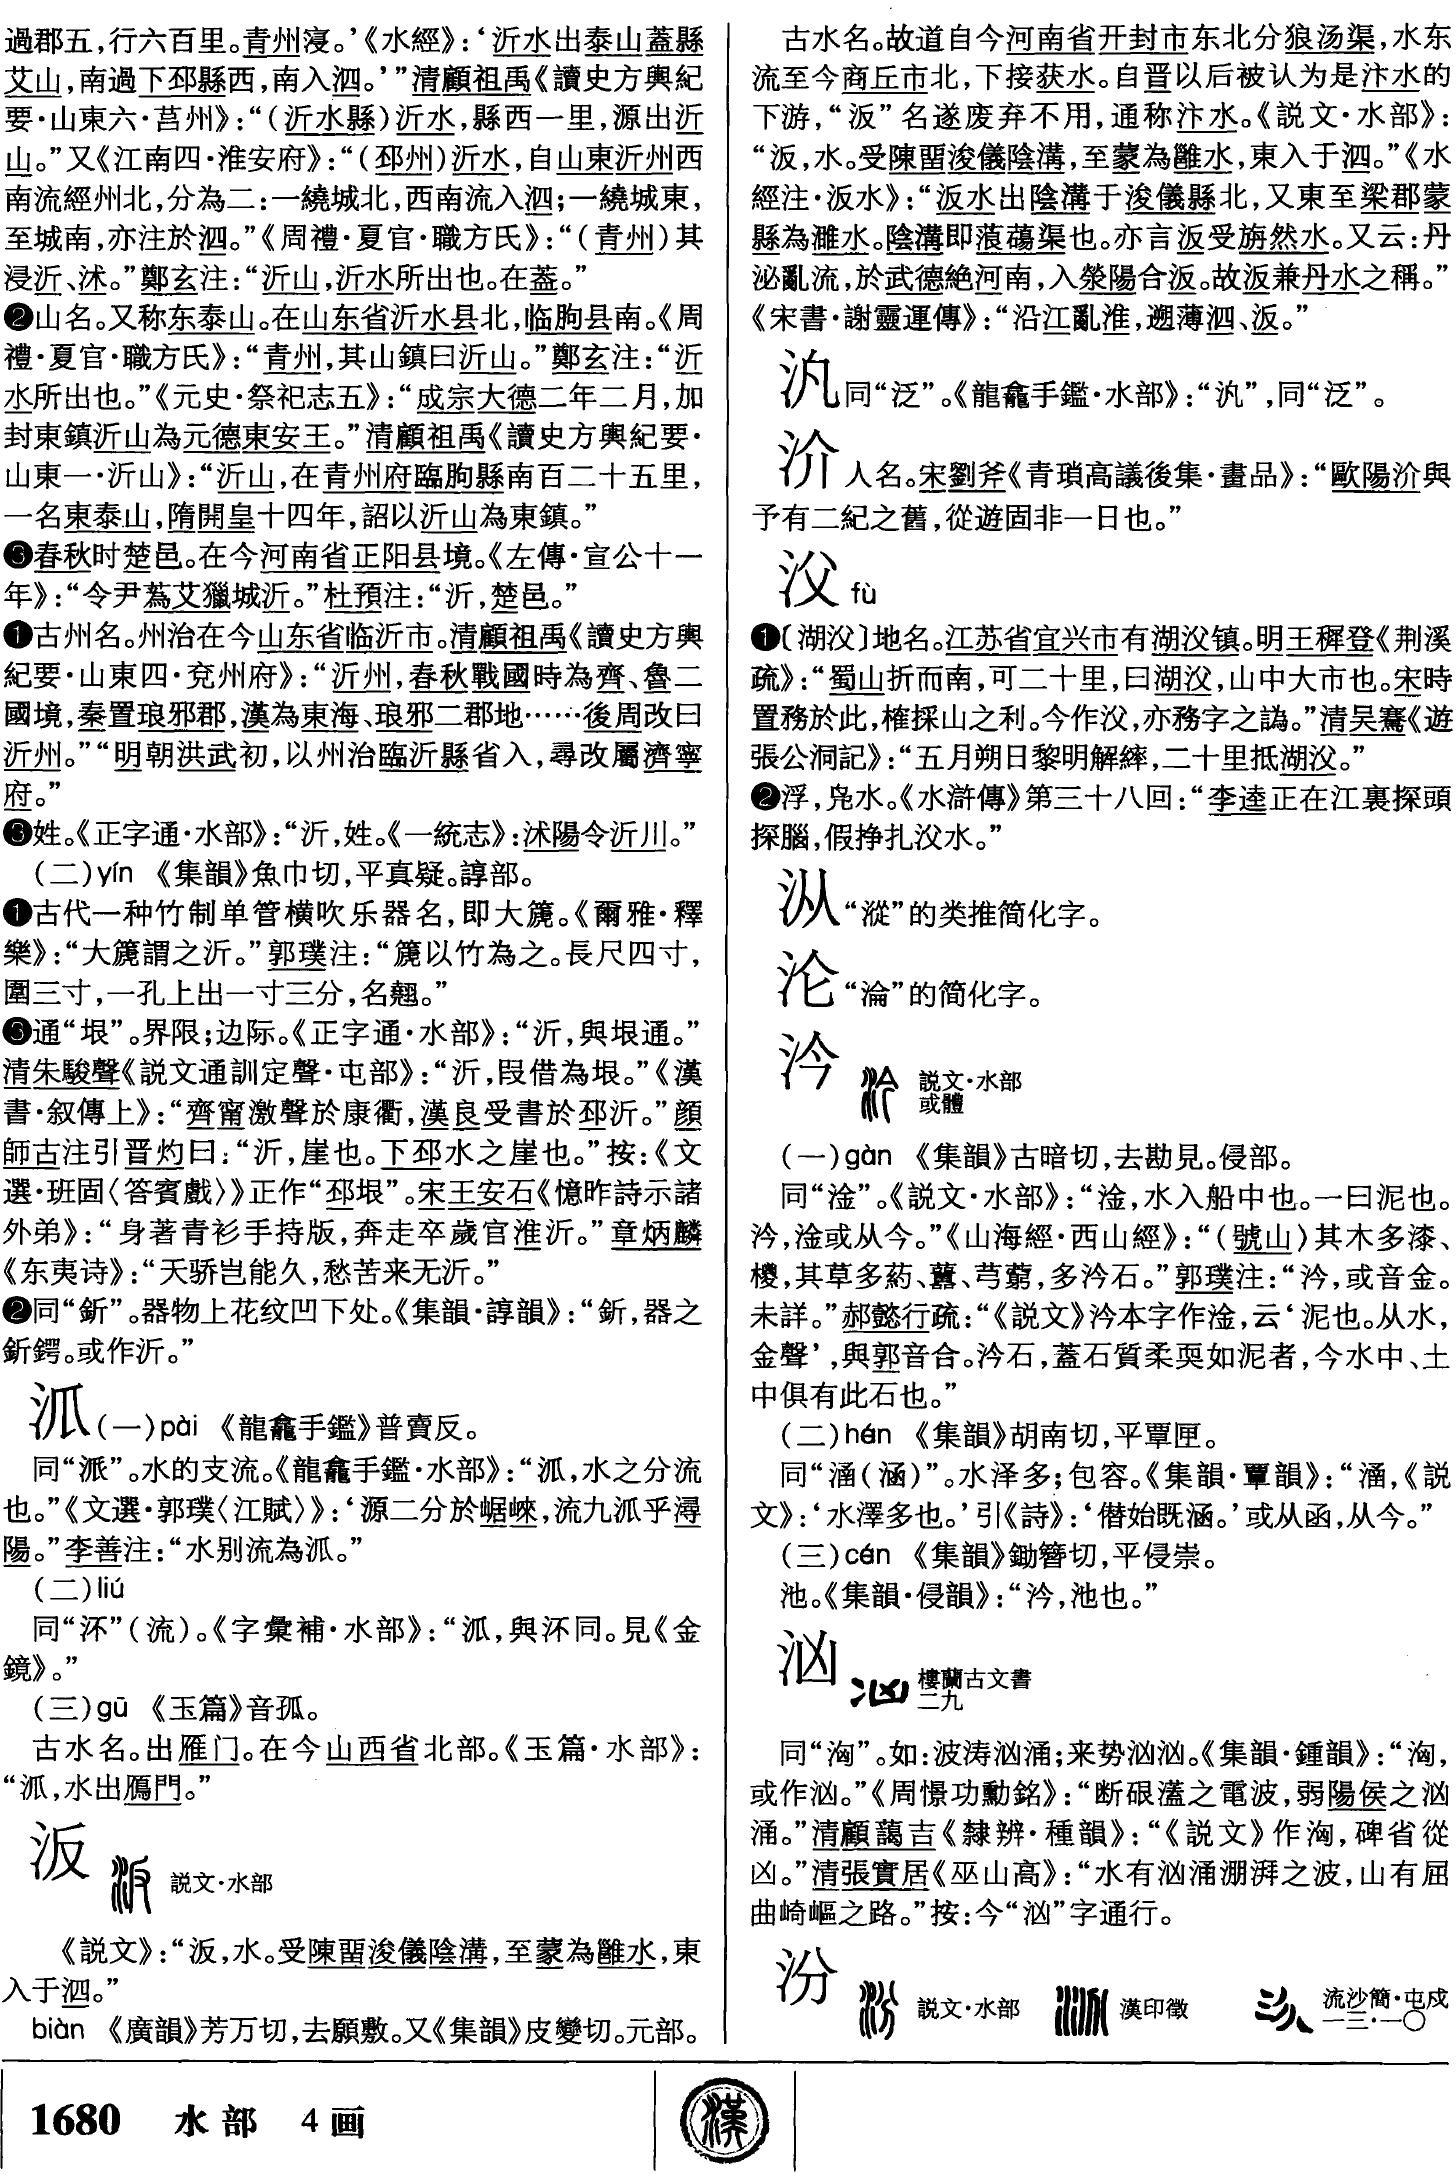 過郡五,行六百里。青州寖。’《水經》:‘沂水出泰山蓋縣
艾山,南過下邳縣西,南入泗。’”清顧祖禹《讀史方輿紀
要·山東六·莒州》:“(沂水縣)沂水,縣西一里,源出沂
山。”又《江南四·淮安府》:“(邳州)沂水,自山東沂州西
南流經州北,分為二:一繞城北,西南流入泗;一繞城東,
至城南,亦注於泗。”《周禮·夏官·職方氏》:“(青州)其
浸沂、沭。”鄭玄注:“沂山,沂水所出也。在蓋。”
❷山名。又称东泰山。在山东省沂水县北,临朐县南。《周
禮·夏官·職方氏》:“青州,其山鎮曰沂山。”鄭玄注:“沂
水所出也。”《元史·祭祀志五》:“成宗大德二年二月,加
封東鎮沂山為元德東安王。”清顧祖禹《讀史方輿紀要·
山東一·沂山》:“沂山,在青州府臨朐縣南百二十五里,
一名東泰山,隋開皇十四年,詔以沂山為東鎮。”
❸春秋时楚邑。在今河南省正阳县境。《左傳·宣公十一
年》:“令尹蔿艾獵城沂。”杜預注:“沂,楚邑。”
❶古州名。州治在今山东省临沂市。清顧祖禹《讀史方輿
紀要·山東四·兗州府》:“沂州,春秋戰國時為齊、魯二
國境,秦置琅邪郡,漢為東海、琅邪二郡地……後周改曰
沂州。”“明朝洪武初,以州治臨沂縣省入,尋改屬濟寧
府。”
❸姓。《正字通·水部》:“沂,姓。《一統志》:沭陽令沂川。”
(二)yín 《集韻》魚巾切,平真疑。諄部。
❶古代一种竹制单管横吹乐器名,即大篪。《爾雅·釋
樂》:“大篪謂之沂。”郭璞注:“篪以竹為之。長尺四寸,
圍三寸,一孔上出一寸三分,名翹。”
❸通“垠”。界限;边际。《正字通·水部》:“沂,與垠通。”
清朱駿聲《説文通訓定聲·屯部》:“沂,叚借為垠。”《漢
書·叙傳上》:“齊甯激聲於康衢,漢良受書於邳沂。”顔
師古注引晋灼曰:“沂,崖也。下邳水之崖也。”按:《文
選·班固〈答賓戲〉》正作“邳垠”。宋王安石《憶昨詩示諸
外弟》:“身著青衫手持版,奔走卒歲官淮沂。”章炳麟
《东夷诗》:“天骄岂能久,愁苦来无沂。”
❷同“釿”。器物上花纹凹下处。《集韻·諄韻》:“釿,器之
釿鍔。或作沂。”
泒(一)pài 《龍龕手鑑》普賣反。
同“派”。水的支流。《龍龕手鑑·水部》:“泒,水之分流
也。”《文選·郭璞〈江賦〉》:‘源二分於崌崍,流九泒乎潯
陽。”李善注:“水别流為泒。”
(二)liú
同“𣴑”(流)。《字彙補·水部》:“泒,與𣴑同。見《金
鏡》。”
(三)gū 《玉篇》音孤。
古水名。出雁门。在今山西省北部。《玉篇·水部》:
“泒,水出鴈門。”
汳 説文·水部
《説文》:“汳,水。受陳畱浚儀陰溝,至蒙為雝水,東
入于泗。”
biàn 《廣韻》芳万切,去願敷。又《集韻》皮變切。元部。
古水名。故道自今河南省开封市东北分狼汤渠,水东
流至今商丘市北,下接获水。自晋以后被认为是汴水的
下游,“汳”名遂废弃不用,通称汴水。《説文·水部》:
“汳,水。受陳畱浚儀陰溝,至蒙為雝水,東入于泗。”《水
經注·汳水》:“汳水出陰溝于浚儀縣北,又東至梁郡蒙
縣為濉水。陰溝即蒗蕩渠也。亦言汳受旃然水。又云:丹
泌亂流,於武德絶河南,入滎陽合汳。故汳兼丹水之稱。”
《宋書·謝靈運傳》:“沿江亂淮,遡薄泗、汳。”
汎同“泛”。《龍龕手鑑·水部》:“汎”,同“泛”。
汾人名。宋劉斧《青瑣高議後集·畫品》:“歐陽㳂與
予有二紀之舊,從遊固非一日也。”
㳇 fù
❶〔湖㳇〕地名。江苏省宜兴市有湖㳇镇。明王穉登《荆溪
疏》:“蜀山折而南,可二十里,曰湖㳇,山中大市也。宋時
置務於此,榷採山之利。今作㳇,亦務字之譌。”清吴騫《遊
張公洞記》:“五月朔日黎明解縴,二十里抵湖㳇。”
❷浮,凫水。《水滸傳》第三十八回:“李逵正在江裏探頭
探腦,假挣扎㳇水。”
“漎”的类推简化字。
沦“淪”的简化字。
汵 説文·水部
或體
(一)gàn 《集韻》古暗切,去勘見。侵部。
同“淦”。《説文·水部》:“淦,水入船中也。一曰泥也。
汵,淦或从今。”《山海經·西山經》:“(號山)其木多漆、
椶,其草多葯、虈、芎藭,多汵石。”郭璞注:“汵,或音金。
未詳。”郝懿行疏:“《説文》汵本字作淦,云‘泥也。从水,
金聲’,與郭音合。汵石,蓋石質柔耎如泥者,今水中、土
中俱有此石也。”
(二)hán 《集韻》胡南切,平覃匣。
同“涵(涵)”。水泽多;包容。《集韻·覃韻》:“涵,《説
文》:‘水澤多也。’引《詩》:‘僭始既涵。’或从函,从今。”
(三)cén 《集韻》鋤簪切,平侵崇。
池。《集韻·侵韻》:“汵,池也。”
汹 樓蘭古文書
二九
同“洶”。如:波涛汹涌;来势汹汹。《集韻·鍾韻》:“洶,
或作汹。”《周憬功勳銘》:“断硍㵧之電波,弱陽侯之汹
涌。”清顧藹吉《隸辨·種韻》:“《説文》作洶,碑省從
凶。”清張實居《巫山高》:“水有汹涌淜湃之波,山有屈
曲崎嶇之路。”按:今“汹”字通行。
汾 説文·水部 漢印徵 流沙簡·屯戍
一三·一〇
1680 水部 4画
漢